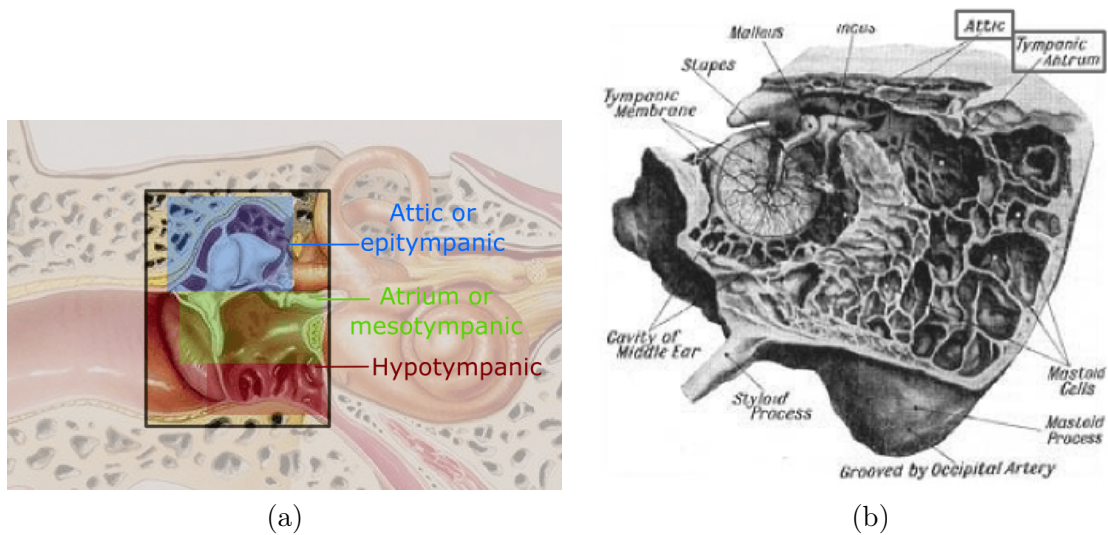 Attic or
epitympanic
Atrium or
mesotympanic
Hypotympanic
(a)
Malleus
Incus
Attic
Tympanic
Antrum
Stapes
Tympanic
Membrane
Cavity of
Middle Ear
Styloid
Process
Mastoid
Cells
Mastoid
Process
Grooved by Occipital Artery
(b)